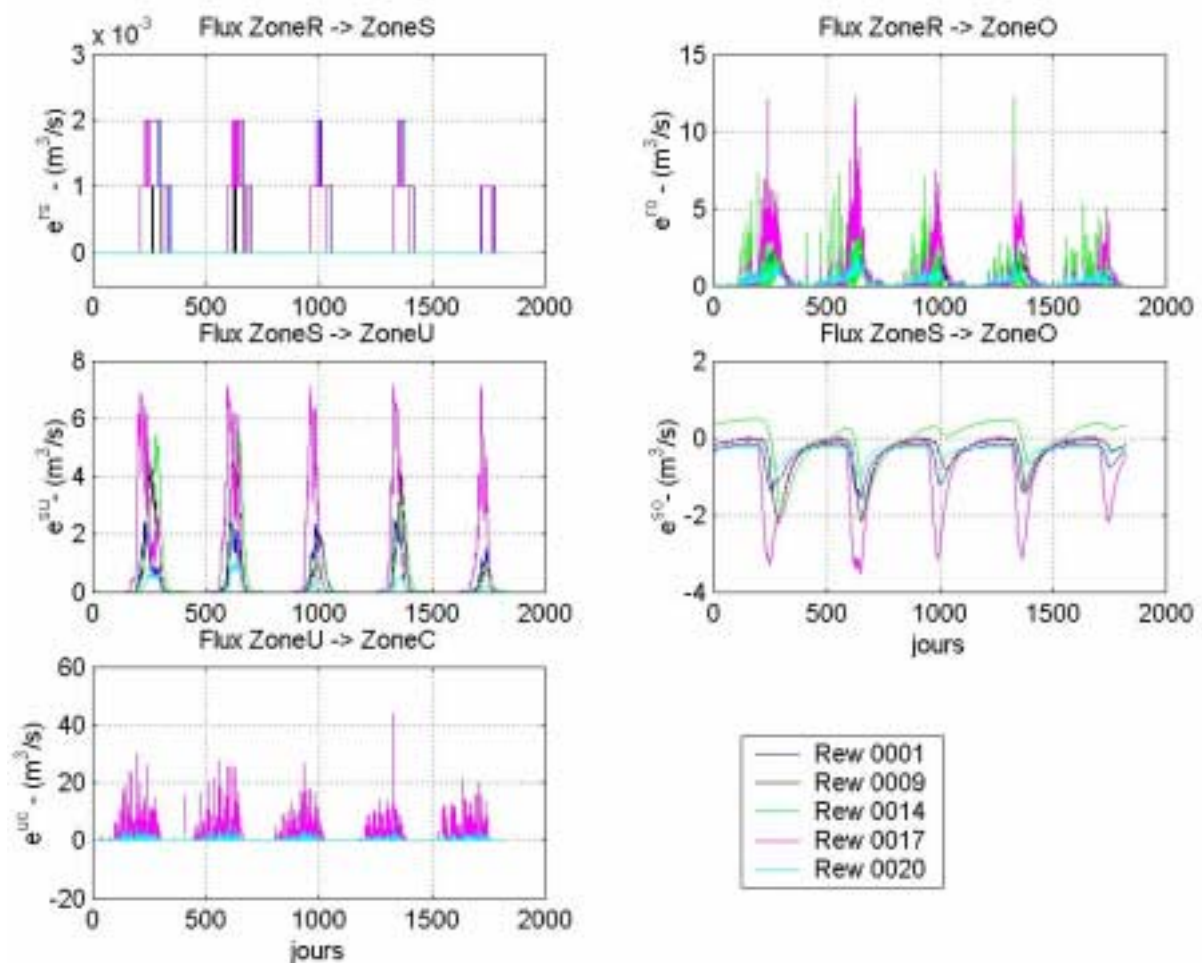 Flux ZoneR -> ZoneS
x 10⁻³
3
2
1
0
e^rs - (m³/s)
0 500 1000 1500 2000
Flux ZoneR -> ZoneO
15
10
5
0
e^ro - (m³/s)
0 500 1000 1500 2000
Flux ZoneS -> ZoneU
8
6
4
2
0
e^su - (m³/s)
0 500 1000 1500 2000
Flux ZoneS -> ZoneO
2
0
-2
-4
e^so - (m³/s)
0 500 1000 1500 2000
jours
Flux ZoneU -> ZoneC
60
40
20
0
-20
e^uc - (m³/s)
0 500 1000 1500 2000
jours
Rew 0001
Rew 0009
Rew 0014
Rew 0017
Rew 0020